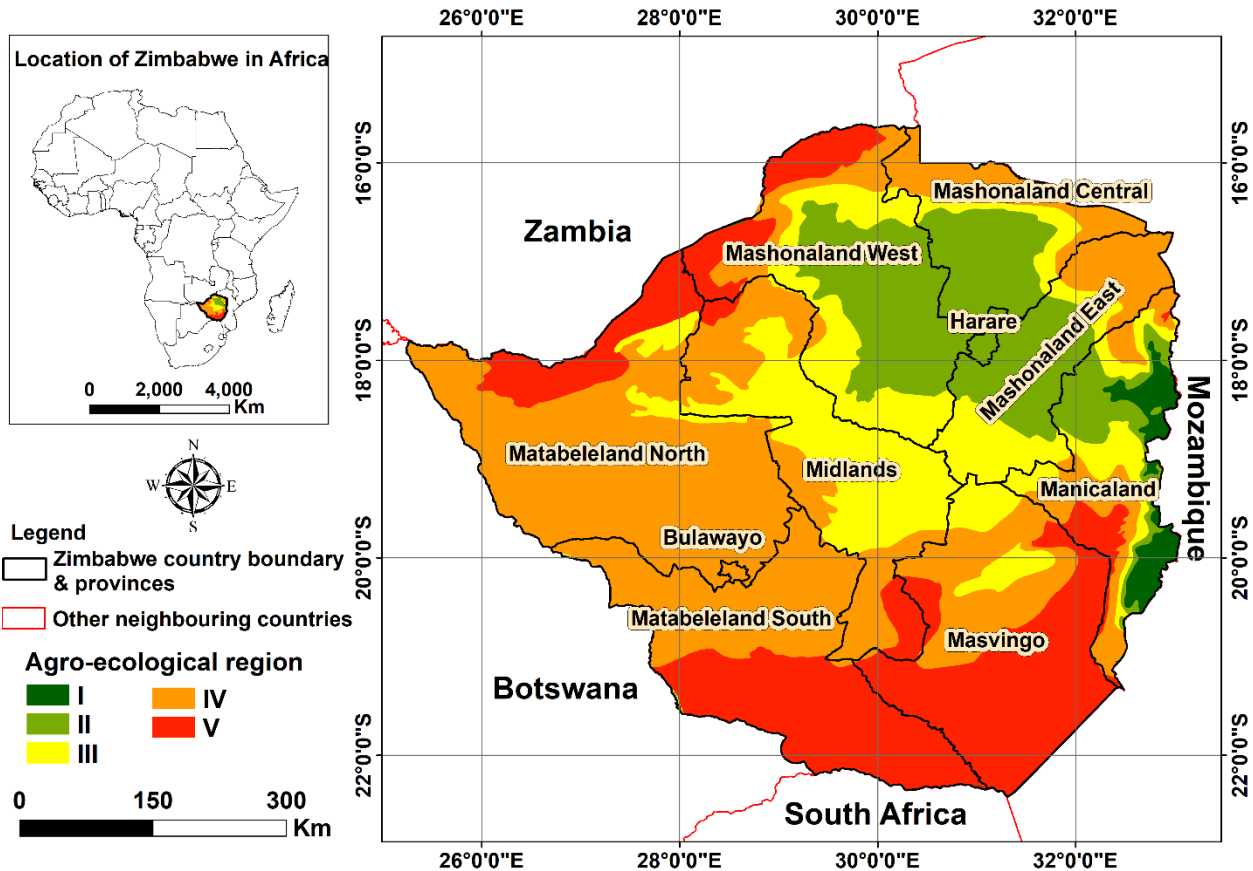 Location of Zimbabwe in Africa
0 2,000 4,000
Km
N
W E
S
Legend
Zimbabwe country boundary
& provinces
Other neighbouring countries
Agro-ecological region
I
II
III
IV
V
0 150 300
Km
26°0'0"E 28°0'0"E 30°0'0"E 32°0'0"E
16°0'0"S
18°0'0"S
20°0'0"S
22°0'0"S
Zambia
Mashonaland Central
Mashonaland West
Harare
Mashonaland East
Mozambique
Matabeleland North
Midlands
Manicaland
Bulawayo
Matabeleland South
Masvingo
Botswana
South Africa
16°0'0"S
18°0'0"S
20°0'0"S
22°0'0"S
26°0'0"E 28°0'0"E 30°0'0"E 32°0'0"E